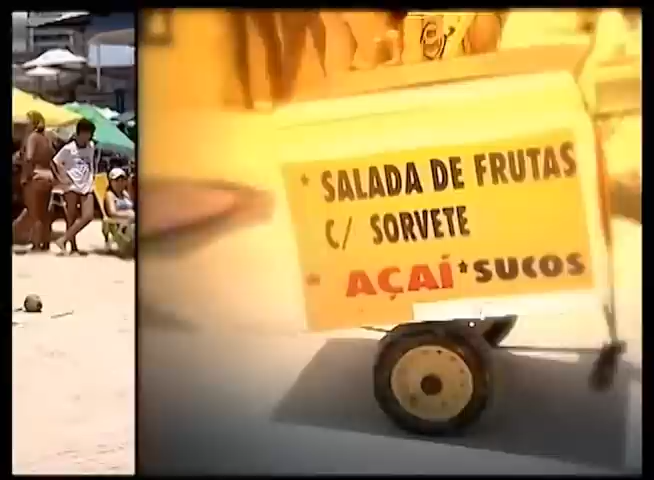 * SALADA DE FRUTAS
C/ SORVETE
* AÇAÍ * SUCOS